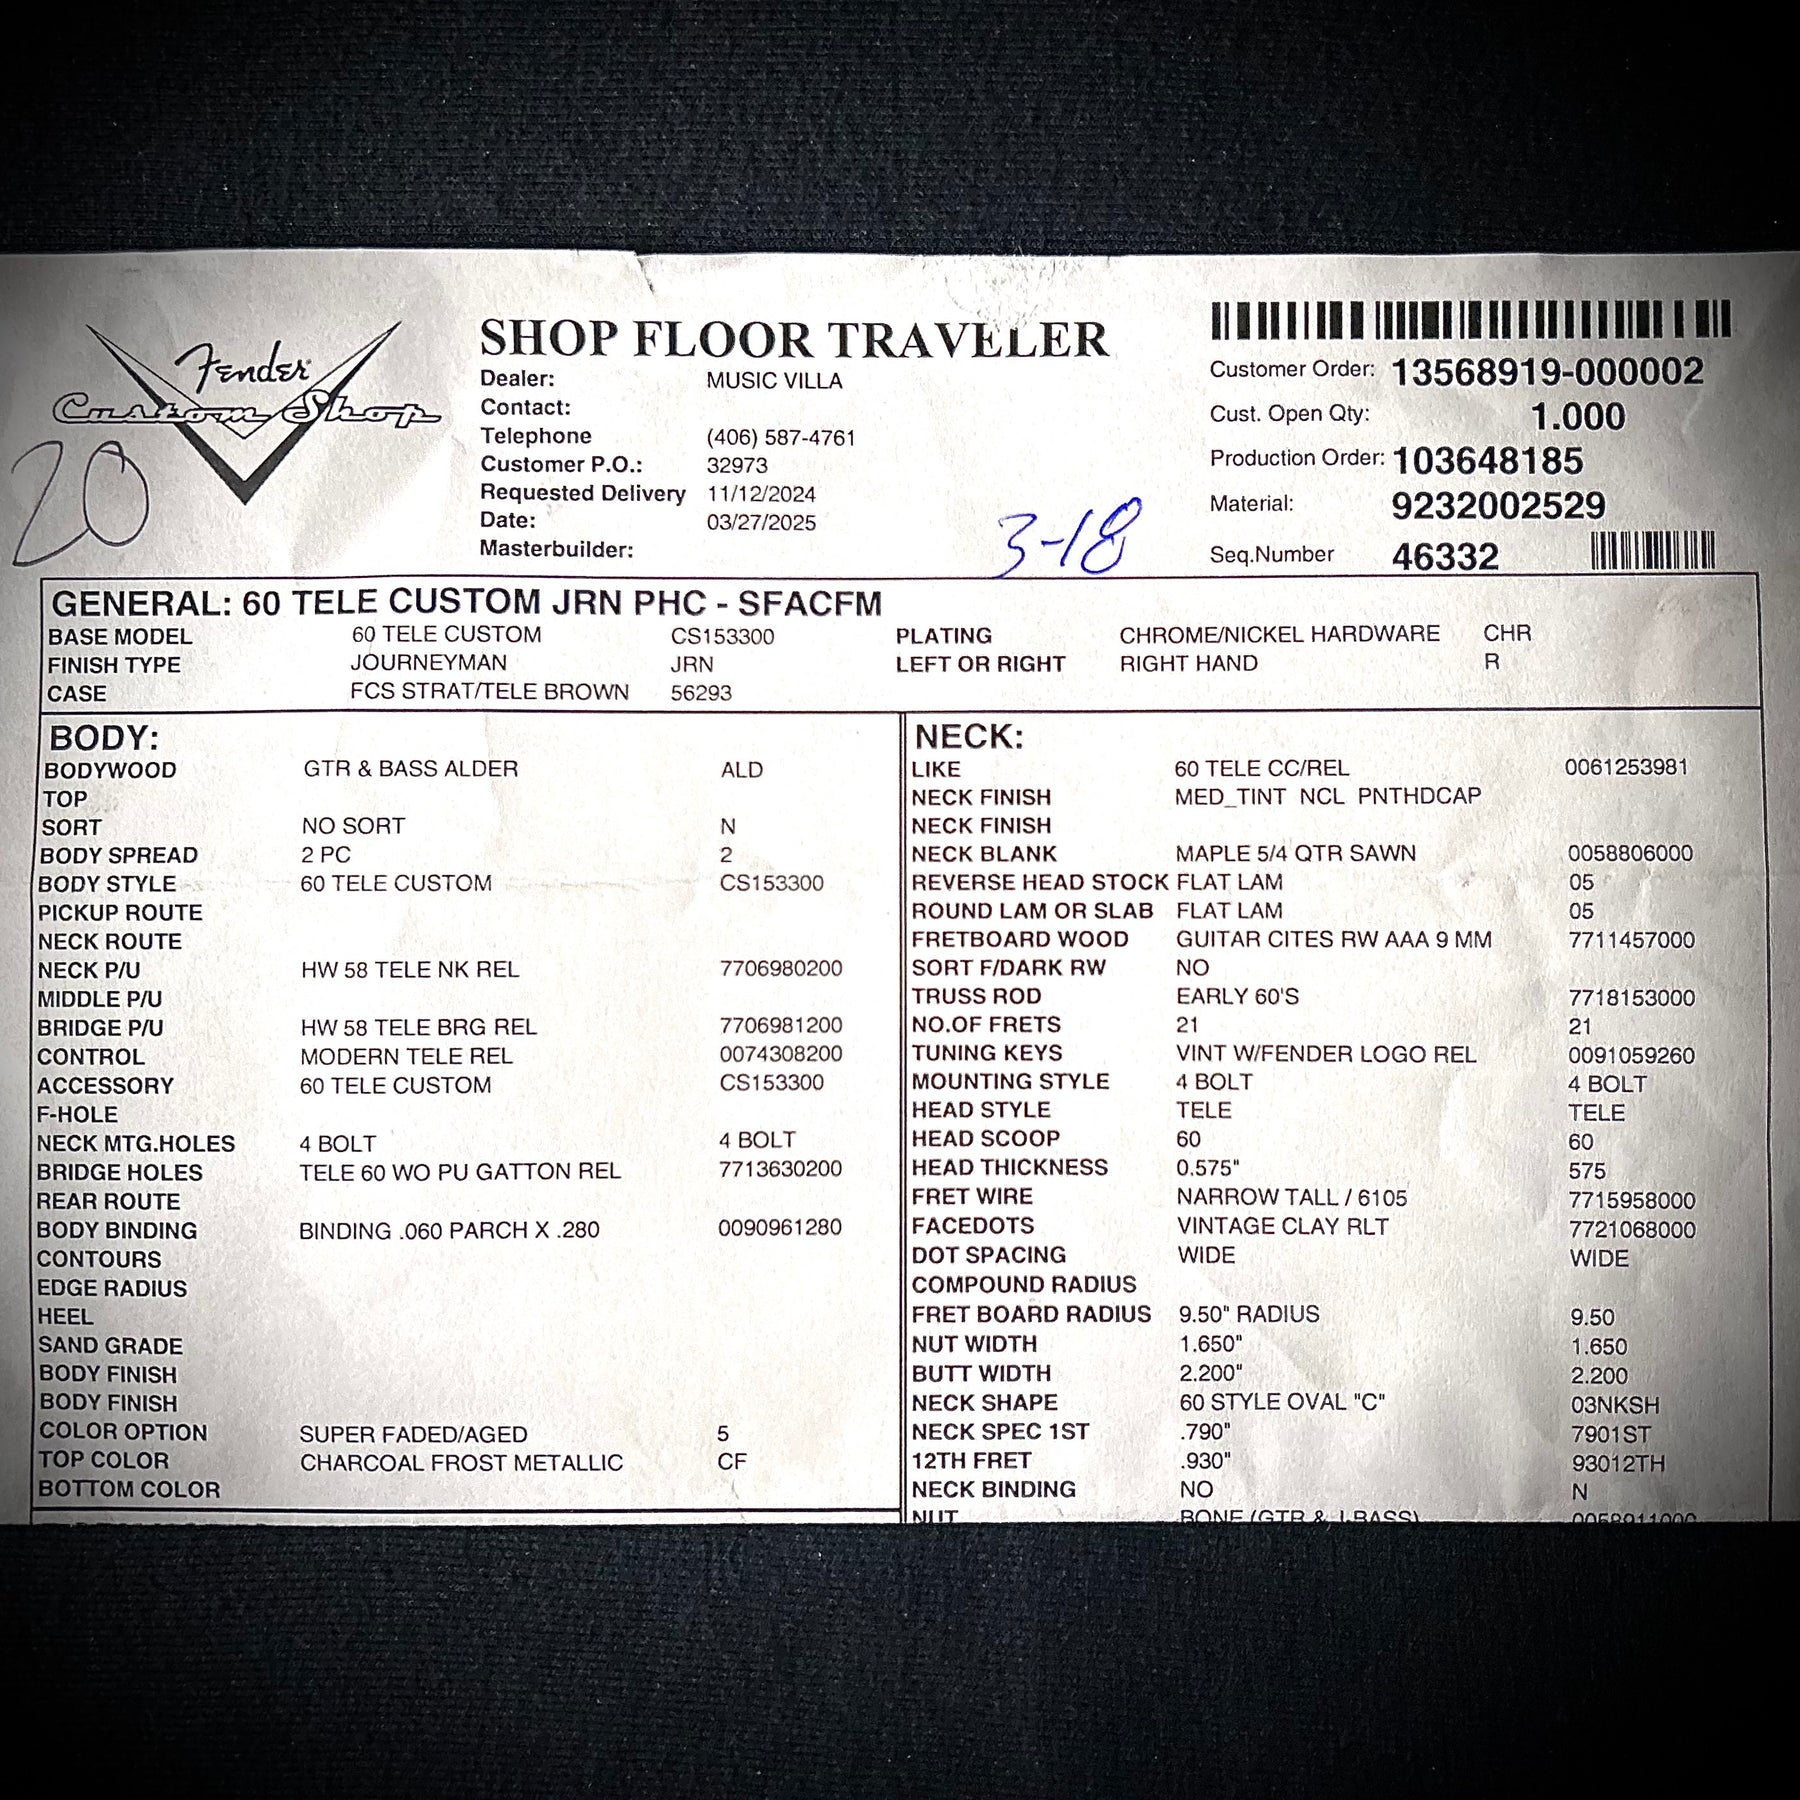 Fender
Custom Shop
20
SHOP FLOOR TRAVELER
Dealer: MUSIC VILLA
Contact:
Telephone (406) 587-4761
Customer P.O.: 32973
Requested Delivery 11/12/2024
Date: 03/27/2025
Masterbuilder:
3-18
Customer Order: 13568919-000002
Cust. Open Qty: 1.000
Production Order: 103648185
Material: 9232002529
Seq.Number 46332
GENERAL: 60 TELE CUSTOM JRN PHC - SFACFM
BASE MODEL 60 TELE CUSTOM CS153300 PLATING CHROME/NICKEL HARDWARE CHR
FINISH TYPE JOURNEYMAN JRN LEFT OR RIGHT RIGHT HAND R
CASE FCS STRAT/TELE BROWN 56293
BODY:
BODYWOOD GTR & BASS ALDER ALD
TOP
SORT NO SORT N
BODY SPREAD 2 PC 2
BODY STYLE 60 TELE CUSTOM CS153300
PICKUP ROUTE
NECK ROUTE
NECK P/U HW 58 TELE NK REL 7706980200
MIDDLE P/U
BRIDGE P/U HW 58 TELE BRG REL 7706981200
CONTROL MODERN TELE REL 0074308200
ACCESSORY 60 TELE CUSTOM CS153300
F-HOLE
NECK MTG.HOLES 4 BOLT 4 BOLT
BRIDGE HOLES TELE 60 WO PU GATTON REL 7713630200
REAR ROUTE
BODY BINDING BINDING .060 PARCH X .280 0090961280
CONTOURS
EDGE RADIUS
HEEL
SAND GRADE
BODY FINISH
BODY FINISH
COLOR OPTION SUPER FADED/AGED 5
TOP COLOR CHARCOAL FROST METALLIC CF
BOTTOM COLOR
NECK:
LIKE 60 TELE CC/REL 0061253981
NECK FINISH MED_TINT NCL PNTHDCAP
NECK FINISH
NECK BLANK MAPLE 5/4 QTR SAWN 0058806000
REVERSE HEAD STOCK FLAT LAM 05
ROUND LAM OR SLAB FLAT LAM 05
FRETBOARD WOOD GUITAR CITES RW AAA 9 MM 7711457000
SORT F/DARK RW NO
TRUSS ROD EARLY 60'S 7718153000
NO.OF FRETS 21 21
TUNING KEYS VINT W/FENDER LOGO REL 0091059260
MOUNTING STYLE 4 BOLT 4 BOLT
HEAD STYLE TELE TELE
HEAD SCOOP 60 60
HEAD THICKNESS 0.575" 575
FRET WIRE NARROW TALL / 6105 7715958000
FACEDOTS VINTAGE CLAY RLT 7721068000
DOT SPACING WIDE WIDE
COMPOUND RADIUS
FRET BOARD RADIUS 9.50" RADIUS 9.50
NUT WIDTH 1.650" 1.650
BUTT WIDTH 2.200" 2.200
NECK SHAPE 60 STYLE OVAL "C" 03NKSH
NECK SPEC 1ST .790" 7901ST
12TH FRET .930" 93012TH
NECK BINDING NO N
NUT BONE (GTR & LBASS) 0058911000